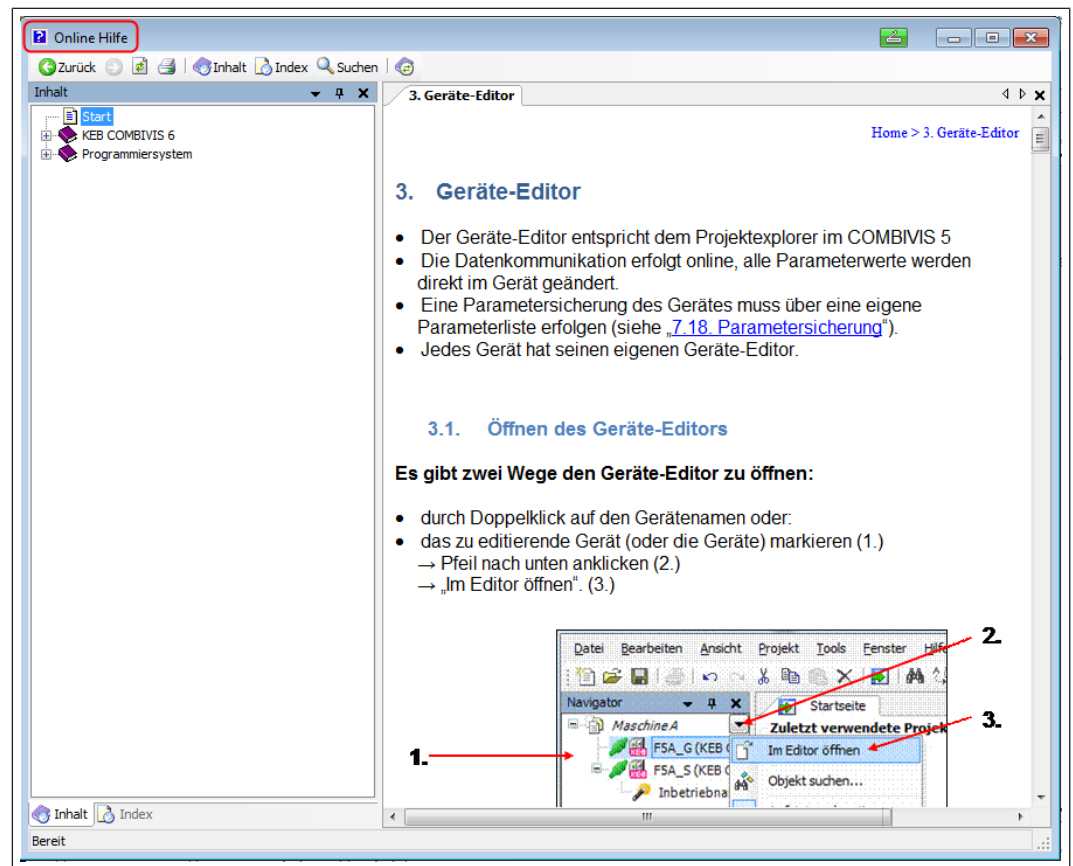 Online Hilfe
Zurück Inhalt Index Suchen
Inhalt
Start
KEB COMBIVIS 6
Programmiersystem
3. Geräte-Editor
Home > 3. Geräte-Editor
3. Geräte-Editor
• Der Geräte-Editor entspricht dem Projektexplorer im COMBIVIS 5
• Die Datenkommunikation erfolgt online, alle Parameterwerte werden
direkt im Gerät geändert.
• Eine Parametersicherung des Gerätes muss über eine eigene
Parameterliste erfolgen (siehe „7.18. Parametersicherung“).
• Jedes Gerät hat seinen eigenen Geräte-Editor.
3.1. Öffnen des Geräte-Editors
Es gibt zwei Wege den Geräte-Editor zu öffnen:
• durch Doppelklick auf den Gerätenamen oder:
• das zu editierende Gerät (oder die Geräte) markieren (1.)
→ Pfeil nach unten anklicken (2.)
→ „Im Editor öffnen“. (3.)
2.
Datei Bearbeiten Ansicht Projekt Tools Fenster Hilfe
Navigator
Startseite
Maschine A
Zuletzt verwendete Projek
3.
1.
F5A_G (KEB
Im Editor öffnen
F5A_S (KEB
Objekt suchen...
Inbetriebna
Inhalt Index
Bereit